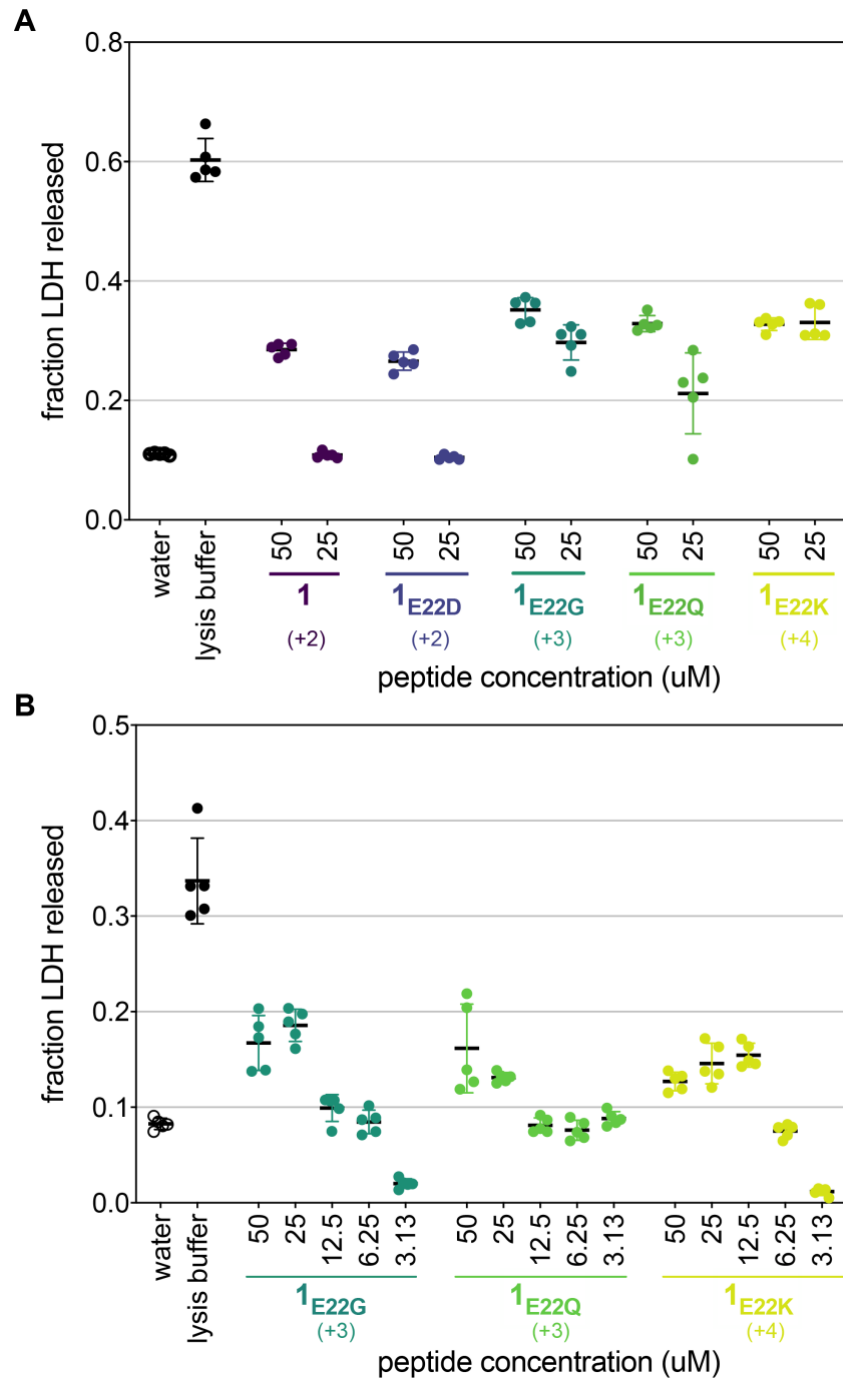 A
0.8
0.6
0.4
0.2
0.0
fraction LDH released
water
lysis buffer
50 25 50 25 50 25 50 25 50 25
1 1E22D 1E22G 1E22Q 1E22K
(+2) (+2) (+3) (+3) (+4)
peptide concentration (uM)
B
0.5
0.4
0.3
0.2
0.1
0.0
fraction LDH released
water
lysis buffer
50 25 12.5 6.25 3.13 50 25 12.5 6.25 3.13 50 25 12.5 6.25 3.13
1E22G 1E22Q 1E22K
(+3) (+3) (+4)
peptide concentration (uM)